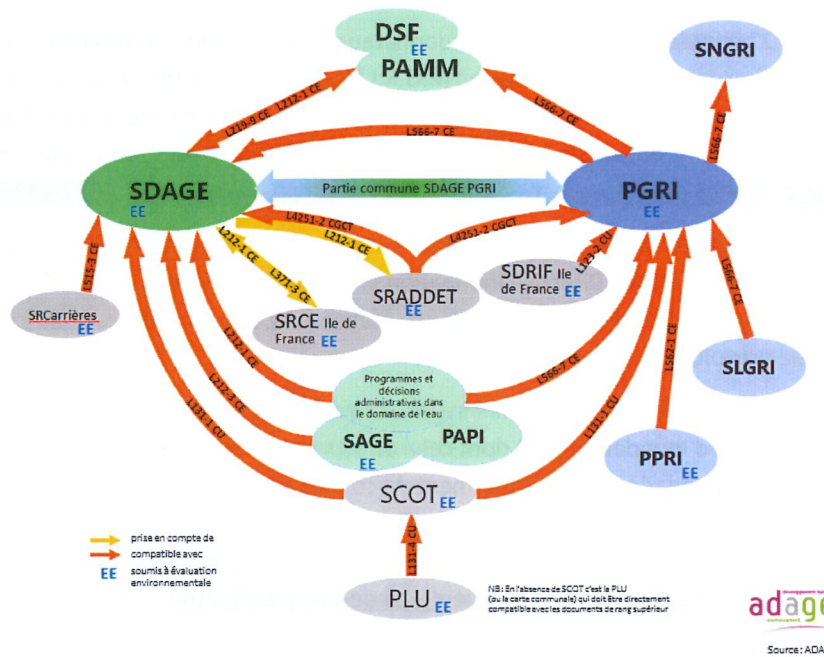 DSF
EE
PAMM
SNGRI
L219-9 CE L212-1 CE
L566-7 CE
L566-7 CE
L566-7 CE
SDAGE
EE
Partie commune SDAGE PGRI
PGRI
EE
L4251-2 CGCT
L212-1 CE
L4251-2 CGCT
L212-1 CE
L371-3 CE
L123-2 CU
L515-3 CE
SRCarrières
EE
SRCE Ile de
France EE
SRADDET
EE
SDRIF Ile
de France EE
L566-7 CE
SLGRI
L212-1 CE
L212-3 CE
L131-1 CU
Programmes et
décisions
administratives dans
le domaine de l'eau
L566-7 CE
L131-1 CU
L562-1 CE
SAGE
EE
PAPI
PPRI EE
SCOT EE
L131-4 CU
prise en compte de
compatible avec
EE soumis à évaluation
environnementale
PLU EE
NB : En l'absence de SCOT c'est la PLU
(ou la carte communale) qui doit être directement
compatible avec les documents de rang supérieur
adage
Source : ADA